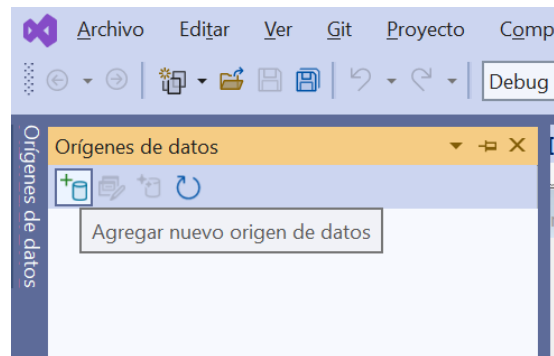 Archivo Editar Ver Git Proyecto
Debug
Orígenes de datos
Orígenes de datos
Agregar nuevo origen de datos